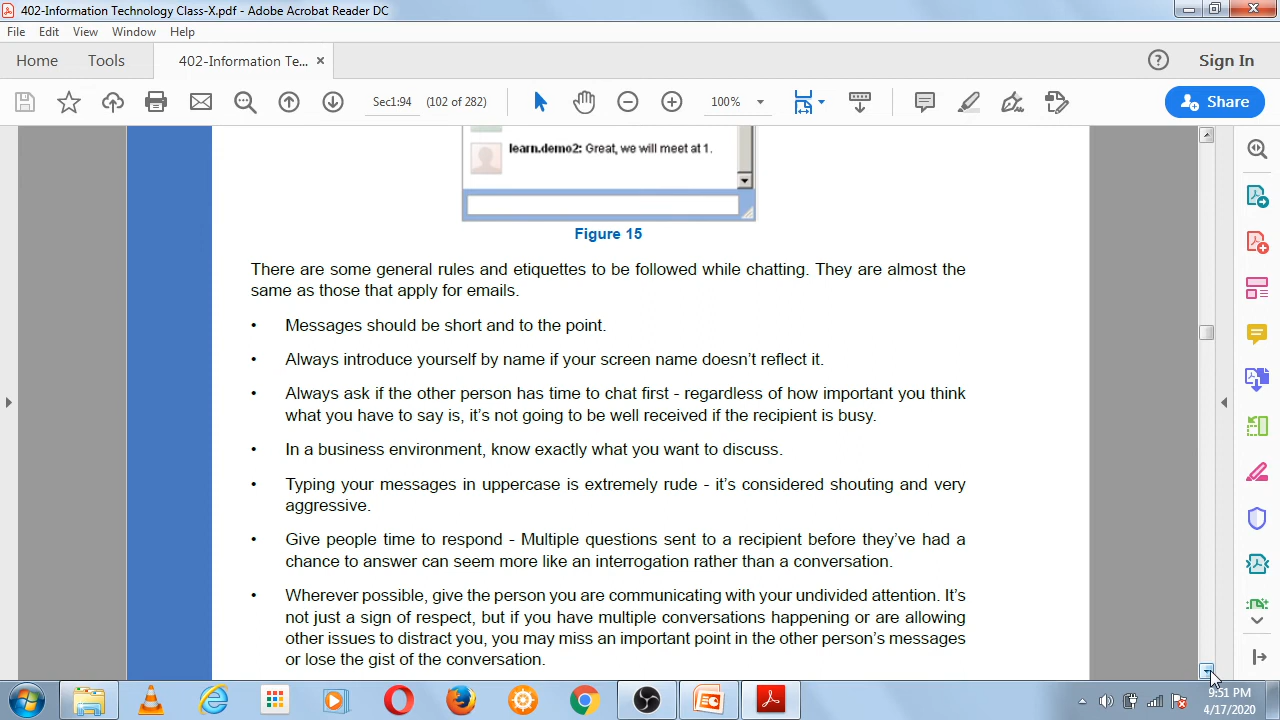 402-Information Technology Class-X.pdf - Adobe Acrobat Reader DC
File Edit View Window Help
Home Tools 402-Information Te... × Sign In
Sec1:94 (102 of 282) 100% Share
learn.demo2: Great, we will meet at 1.
Figure 15
There are some general rules and etiquettes to be followed while chatting. They are almost the
same as those that apply for emails.
• Messages should be short and to the point.
• Always introduce yourself by name if your screen name doesn’t reflect it.
• Always ask if the other person has time to chat first - regardless of how important you think
what you have to say is, it’s not going to be well received if the recipient is busy.
• In a business environment, know exactly what you want to discuss.
• Typing your messages in uppercase is extremely rude - it’s considered shouting and very
aggressive.
• Give people time to respond - Multiple questions sent to a recipient before they’ve had a
chance to answer can seem more like an interrogation rather than a conversation.
• Wherever possible, give the person you are communicating with your undivided attention. It’s
not just a sign of respect, but if you have multiple conversations happening or are allowing
other issues to distract you, you may miss an important point in the other person’s messages
or lose the gist of the conversation.
9:51 PM
4/17/2020